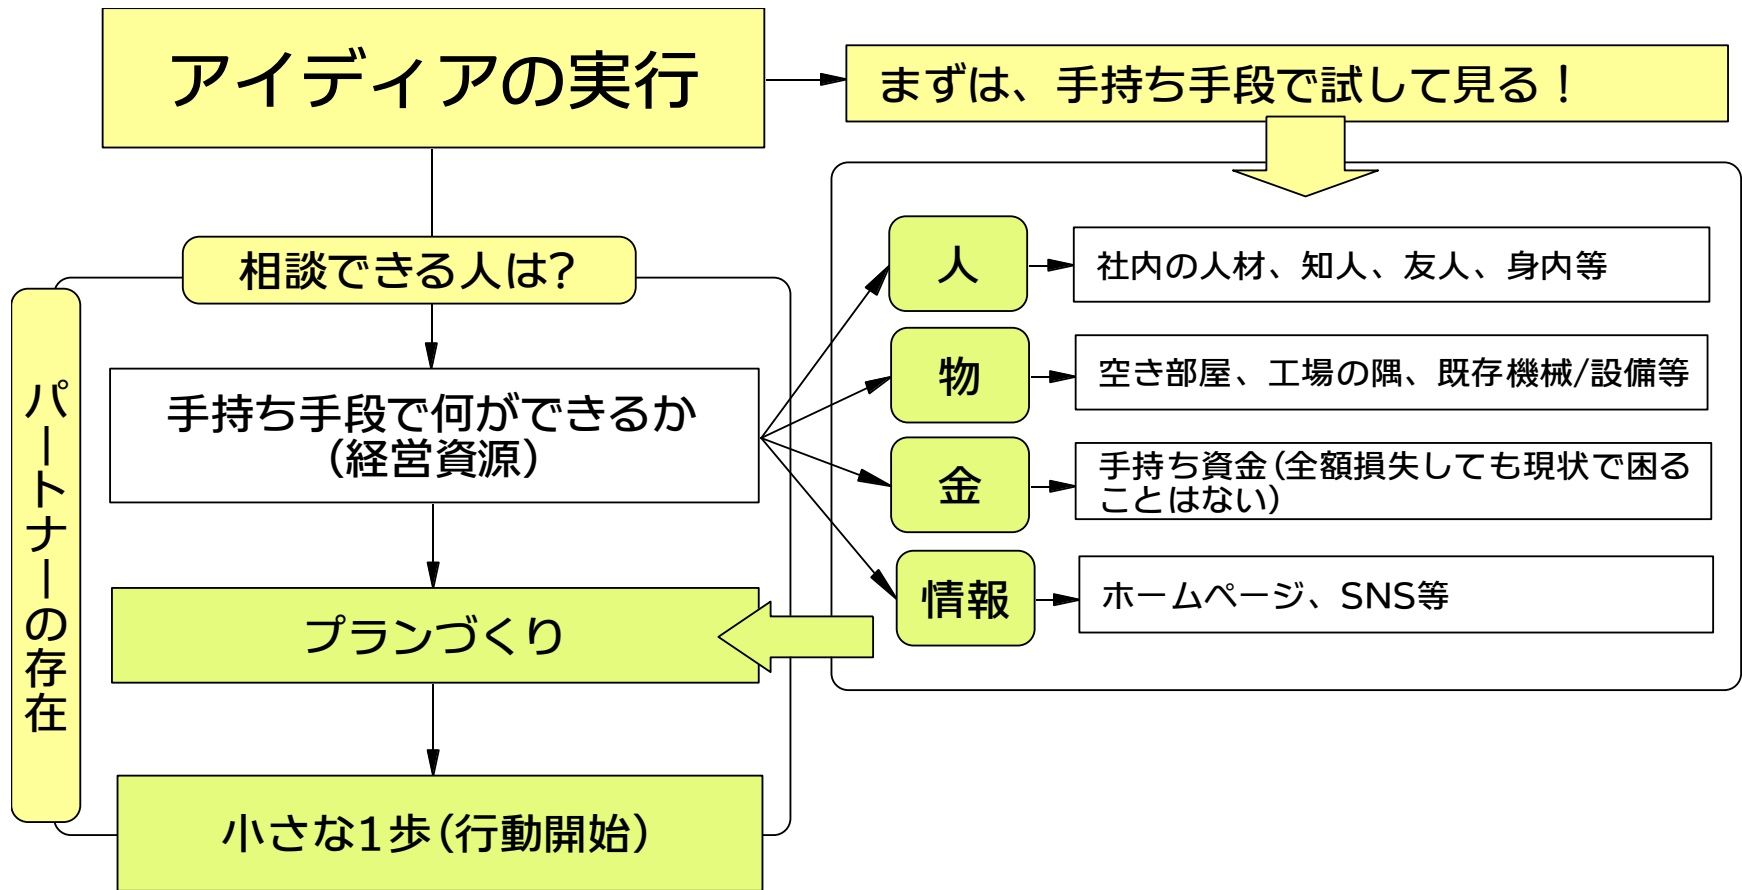 アイディアの実行
まずは、手持ち手段で試して見る！
相談できる人は?
パートナーの存在
手持ち手段で何ができるか
（経営資源）
プランづくり
小さな1歩（行動開始）
人
社内の人材、知人、友人、身内等
物
空き部屋、工場の隅、既存機械/設備等
金
手持ち資金（全額損失しても現状で困る
ことはない）
情報
ホームページ、SNS等